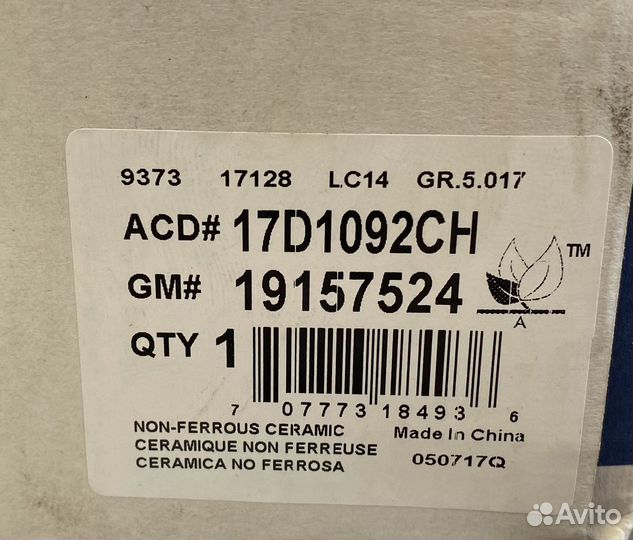 9373 17128 LC14 GR.5.017
ACD# 17D1092CH
GM# 19157524
TM
A
QTY 1
7 07773 18493 6
NON-FERROUS CERAMIC Made In China
CERAMIQUE NON FERREUSE
CERAMICA NO FERROSA 050717Q
Avito